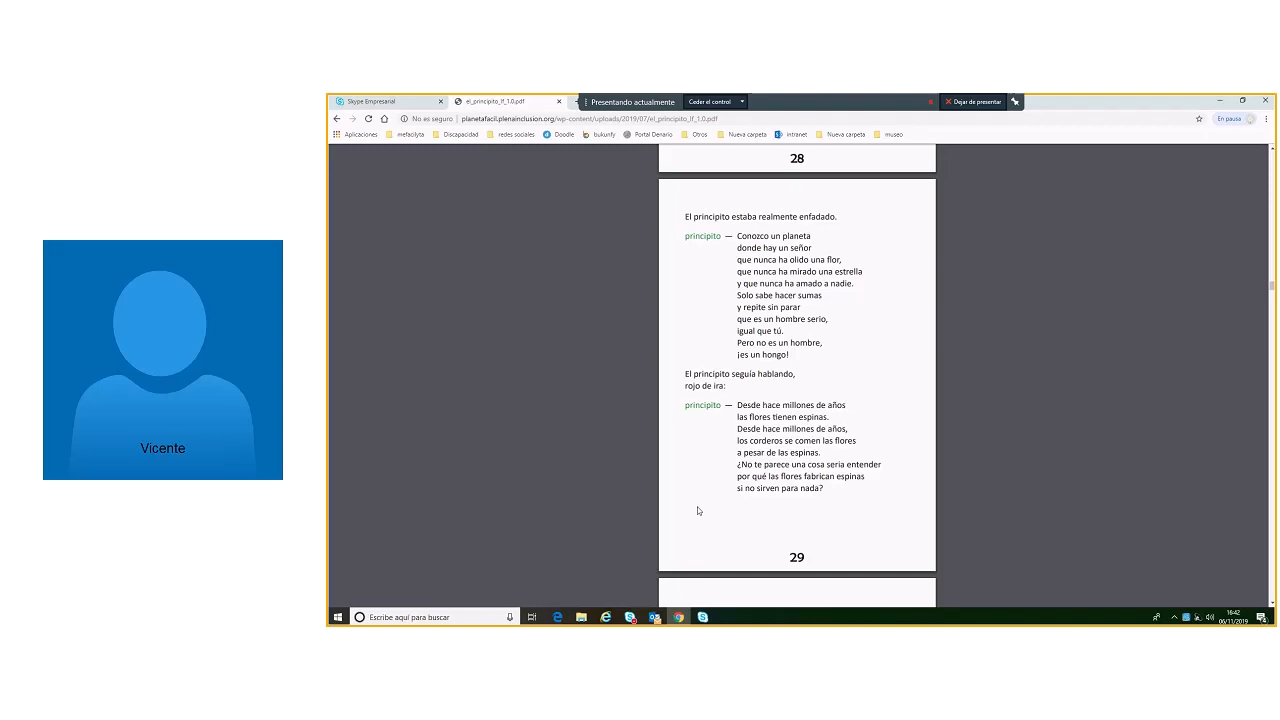 Skype Empresarial
el_principito_lf_1.0.pdf
Presentando actualmente
Ceder el control
Dejar de presentar
No es seguro
planetafacil.plenainclusion.org/wp-content/uploads/2019/07/el_principito_lf_1.0.pdf
En pausa
Aplicaciones
mefacilyta
Discapacidad
redes sociales
Doodle
bukunfy
Portal Denario
Otros
Nueva carpeta
intranet
Nueva carpeta
museo
28
El principito estaba realmente enfadado.
principito — Conozco un planeta
donde hay un señor
que nunca ha olido una flor,
que nunca ha mirado una estrella
y que nunca ha amado a nadie.
Solo sabe hacer sumas
y repite sin parar
que es un hombre serio,
igual que tú.
Pero no es un hombre,
¡es un hongo!
El principito seguía hablando,
rojo de ira:
principito — Desde hace millones de años
las flores tienen espinas.
Desde hace millones de años,
los corderos se comen las flores
a pesar de las espinas.
¿No te parece una cosa seria entender
por qué las flores fabrican espinas
si no sirven para nada?
29
Vicente
Escribe aquí para buscar
16:42
06/11/2019